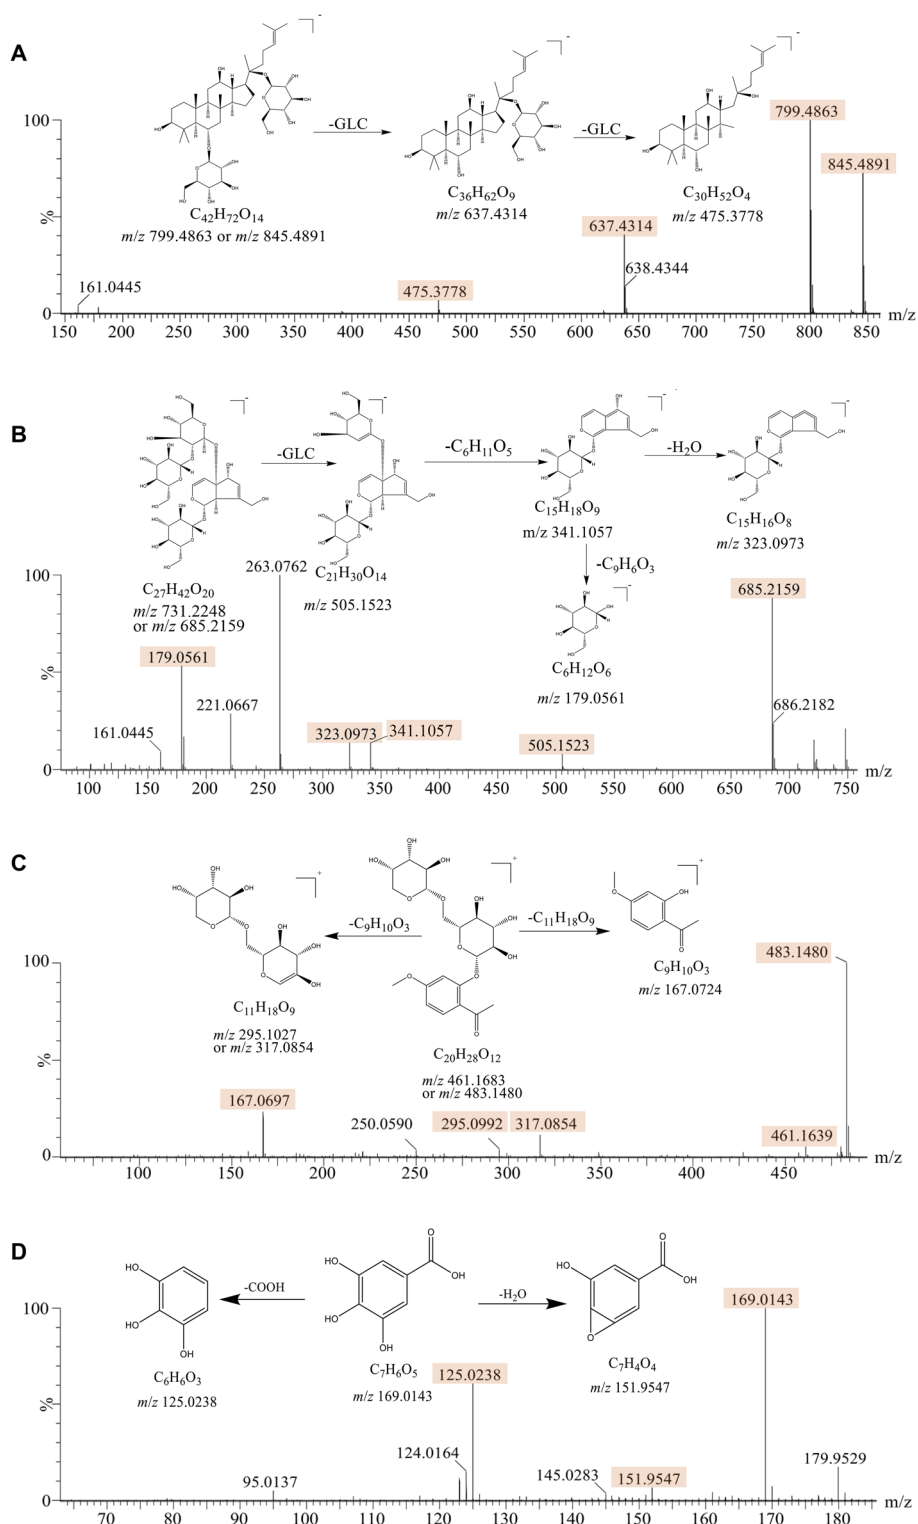 A
-GLC
-GLC
C42H72O14
m/z 799.4863 or m/z 845.4891
C36H62O9
m/z 637.4314
C30H52O4
m/z 475.3778
799.4863
845.4891
637.4314
638.4344
475.3778
161.0445
100
%
0
150 200 250 300 350 400 450 500 550 600 650 700 750 800 850 m/z
B
-GLC
-C6H11O5
-H2O
C27H42O20
m/z 731.2248
or m/z 685.2159
C21H30O14
m/z 505.1523
C15H18O9
m/z 341.1057
C15H16O8
m/z 323.0973
-C9H6O3
C6H12O6
m/z 179.0561
263.0762
685.2159
686.2182
179.0561
221.0667
161.0445
323.0973
341.1057
505.1523
100
%
0
100 150 200 250 300 350 400 450 500 550 600 650 700 750 m/z
C
-C9H10O3
-C11H18O9
C11H18O9
m/z 295.1027
or m/z 317.0854
C20H28O12
m/z 461.1683
or m/z 483.1480
C9H10O3
m/z 167.0724
483.1480
167.0697
250.0590
295.0992
317.0854
461.1639
100
%
0
100 150 200 250 300 350 400 450 m/z
D
HO
HO
OH
-COOH
O
HO
OH
HO
OH
-H2O
O
HO
OH
O
C6H6O3
m/z 125.0238
C7H6O5
m/z 169.0143
C7H4O4
m/z 151.9547
169.0143
125.0238
124.0164
95.0137
145.0283
151.9547
179.9529
100
%
0
70 80 90 100 110 120 130 140 150 160 170 180 m/z